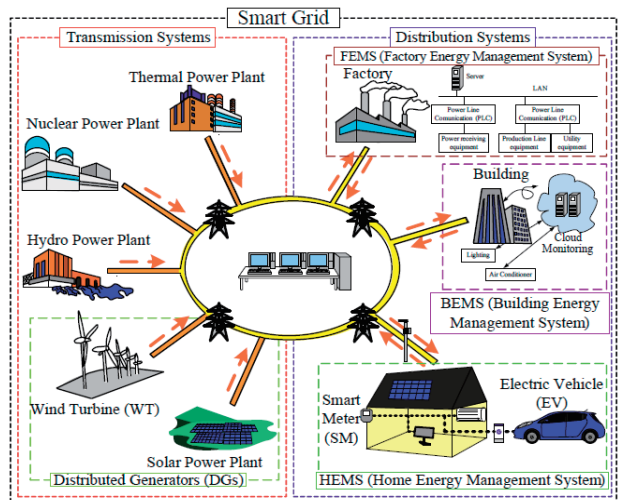 Smart Grid
Transmission Systems
Thermal Power Plant
Nuclear Power Plant
Hydro Power Plant
Wind Turbine (WT)
Solar Power Plant
Distributed Generators (DGs)
Distribution Systems
FEMS (Factory Energy Management System)
Factory
Server
LAN
Power Line
Comunication (PLC)
Power Line
Comunication (PLC)
Power receiving
equipment
Production Line
equipment
Utility
equipment
Building
Cloud
Monitoring
Lighting
Air Conditioner
BEMS (Building Energy
Management System)
Smart
Meter
(SM)
Electric Vehicle
(EV)
HEMS (Home Energy Management System)